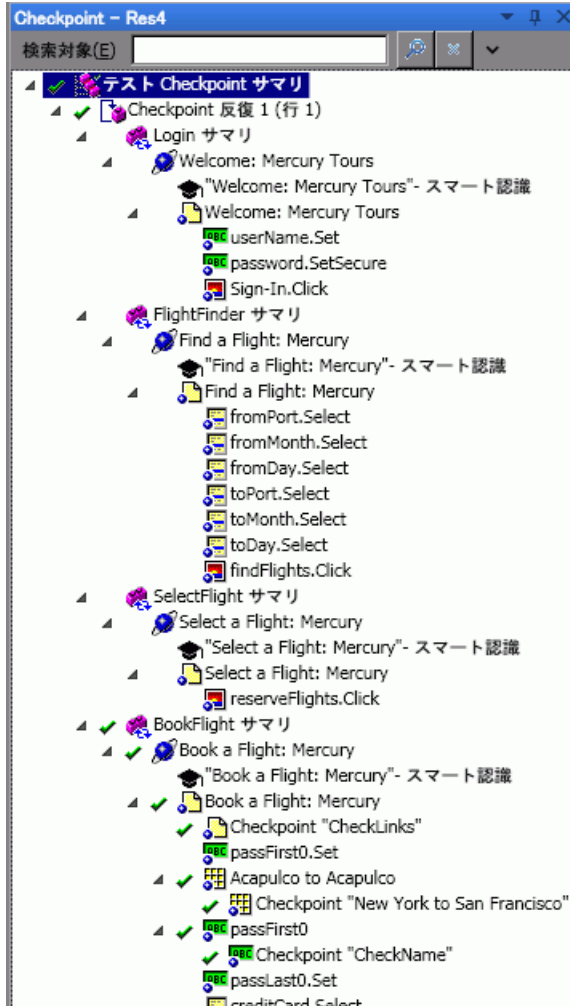 Checkpoint - Res4
検索対象(E)
テスト Checkpoint サマリ
Checkpoint 反復 1 (行 1)
Login サマリ
Welcome: Mercury Tours
"Welcome: Mercury Tours"- スマート認識
Welcome: Mercury Tours
userName.Set
password.SetSecure
Sign-In.Click
FlightFinder サマリ
Find a Flight: Mercury
"Find a Flight: Mercury"- スマート認識
Find a Flight: Mercury
fromPort.Select
fromMonth.Select
fromDay.Select
toPort.Select
toMonth.Select
toDay.Select
findFlights.Click
SelectFlight サマリ
Select a Flight: Mercury
"Select a Flight: Mercury"- スマート認識
Select a Flight: Mercury
reserveFlights.Click
BookFlight サマリ
Book a Flight: Mercury
"Book a Flight: Mercury"- スマート認識
Book a Flight: Mercury
Checkpoint "CheckLinks"
passFirst0.Set
Acapulco to Acapulco
Checkpoint "New York to San Francisco"
passFirst0
Checkpoint "CheckName"
passLast0.Set
creditCard.Select